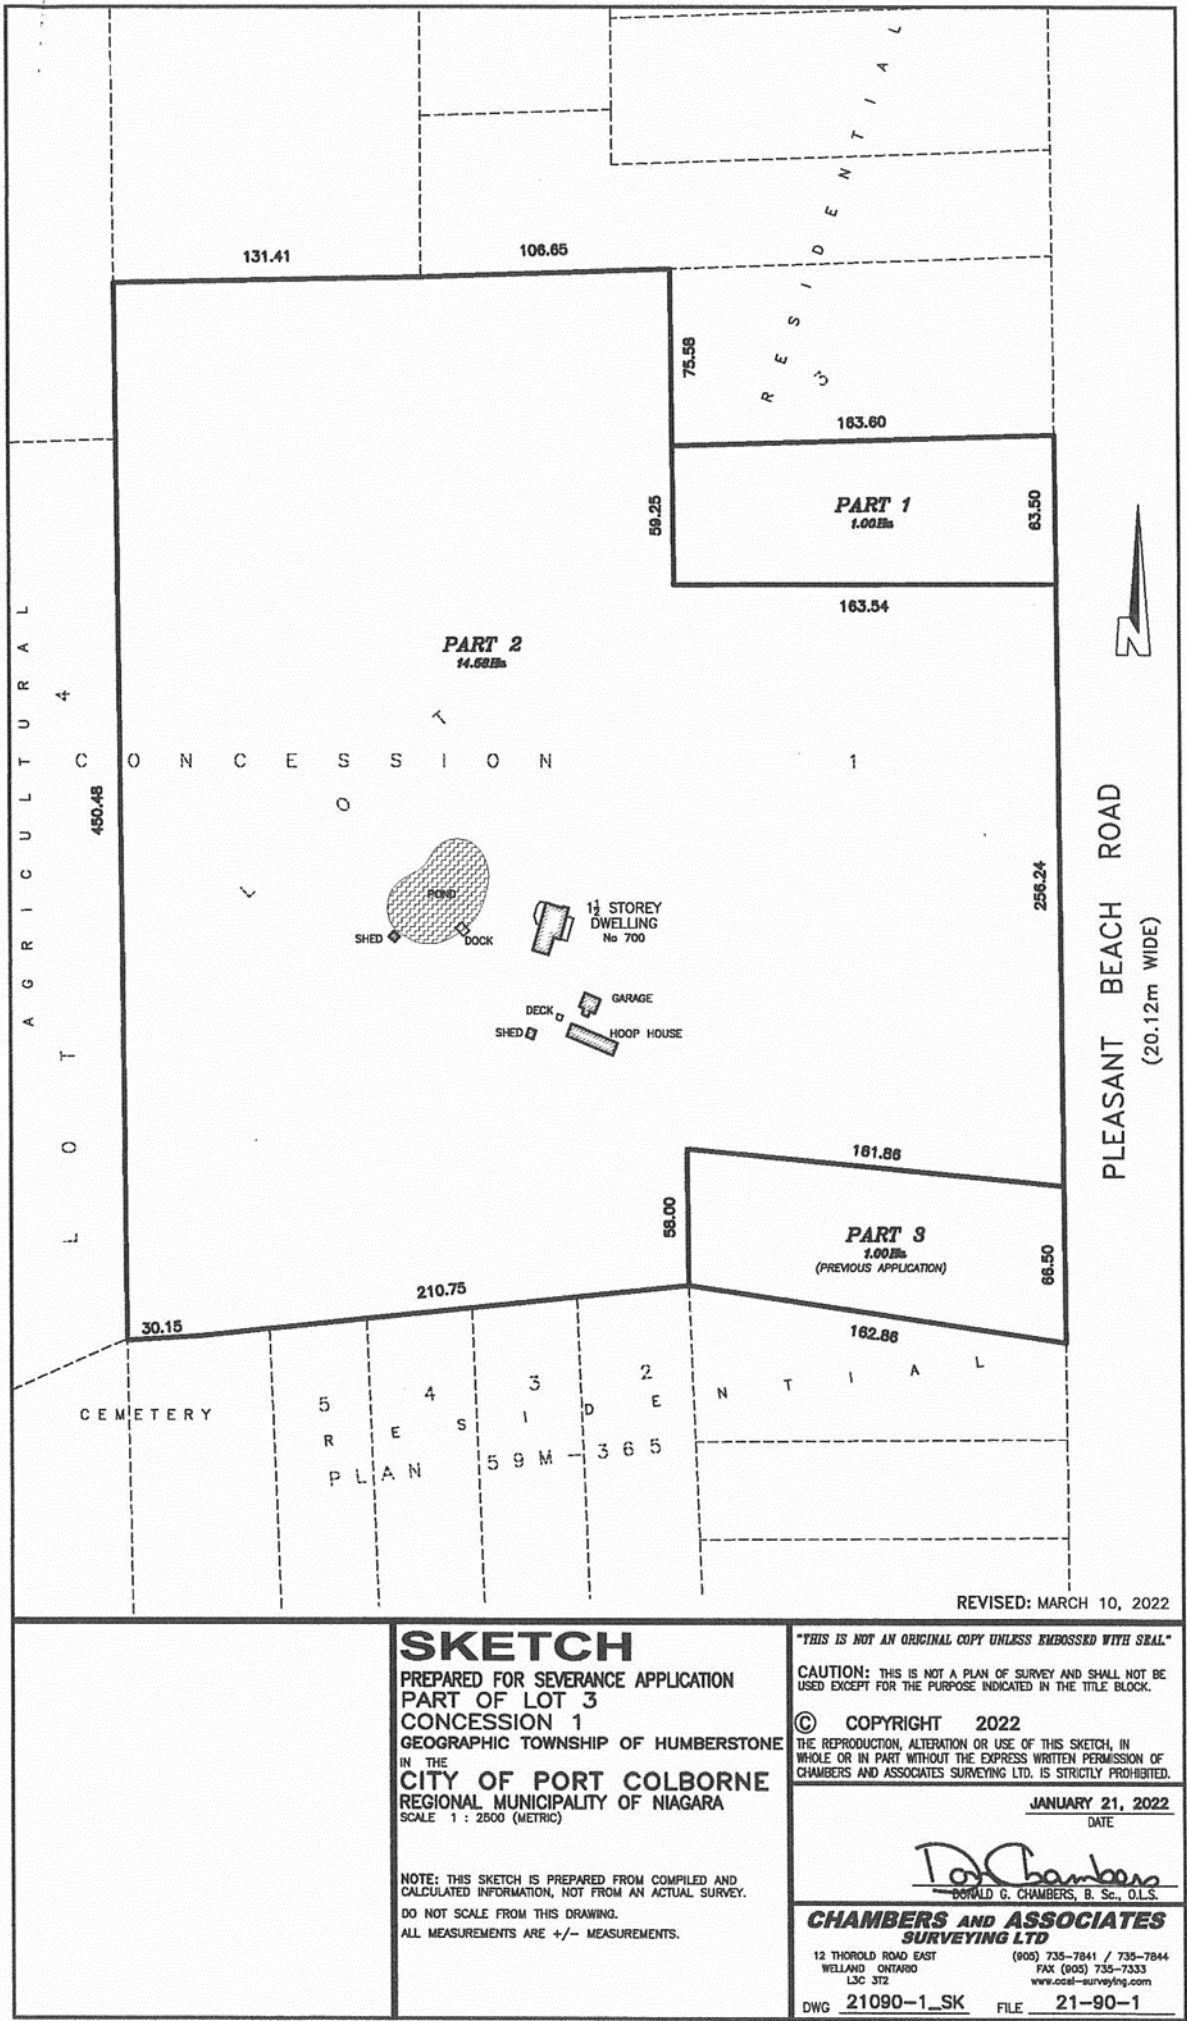 RESIDENTIAL
131.41
106.65
75.58
3
163.60
PART 1
1.00Ha
59.25
63.50
163.54
PART 2
14.68Ha
AGRICULTURAL
LOT 4
LOT
CONCESSION 1
450.48
POND
SHED
DOCK
1½ STOREY
DWELLING
No 700
GARAGE
DECK
SHED
HOOP HOUSE
256.24
PLEASANT BEACH ROAD
(20.12m WIDE)
N
161.86
58.00
PART 3
1.00Ha
(PREVIOUS APPLICATION)
66.50
210.75
30.15
162.86
CEMETERY
5 4 3 2
RESIDENTIAL
PLAN 59M-365
REVISED: MARCH 10, 2022
SKETCH
PREPARED FOR SEVERANCE APPLICATION
PART OF LOT 3
CONCESSION 1
GEOGRAPHIC TOWNSHIP OF HUMBERSTONE
IN THE
CITY OF PORT COLBORNE
REGIONAL MUNICIPALITY OF NIAGARA
SCALE 1 : 2500 (METRIC)
NOTE: THIS SKETCH IS PREPARED FROM COMPILED AND
CALCULATED INFORMATION, NOT FROM AN ACTUAL SURVEY.
DO NOT SCALE FROM THIS DRAWING.
ALL MEASUREMENTS ARE +/- MEASUREMENTS.
"THIS IS NOT AN ORIGINAL COPY UNLESS EMBOSSED WITH SEAL"
CAUTION: THIS IS NOT A PLAN OF SURVEY AND SHALL NOT BE
USED EXCEPT FOR THE PURPOSE INDICATED IN THE TITLE BLOCK.
© COPYRIGHT 2022
THE REPRODUCTION, ALTERATION OR USE OF THIS SKETCH, IN
WHOLE OR IN PART WITHOUT THE EXPRESS WRITTEN PERMISSION OF
CHAMBERS AND ASSOCIATES SURVEYING LTD. IS STRICTLY PROHIBITED.
JANUARY 21, 2022
DATE
Don Chambers
DONALD G. CHAMBERS, B. Sc., O.L.S.
CHAMBERS AND ASSOCIATES
SURVEYING LTD
12 THOROLD ROAD EAST
WELLAND ONTARIO
L3C 3T2
(905) 735-7841 / 735-7844
FAX (905) 735-7333
www.ccal-surveying.com
DWG 21090-1_SK FILE 21-90-1